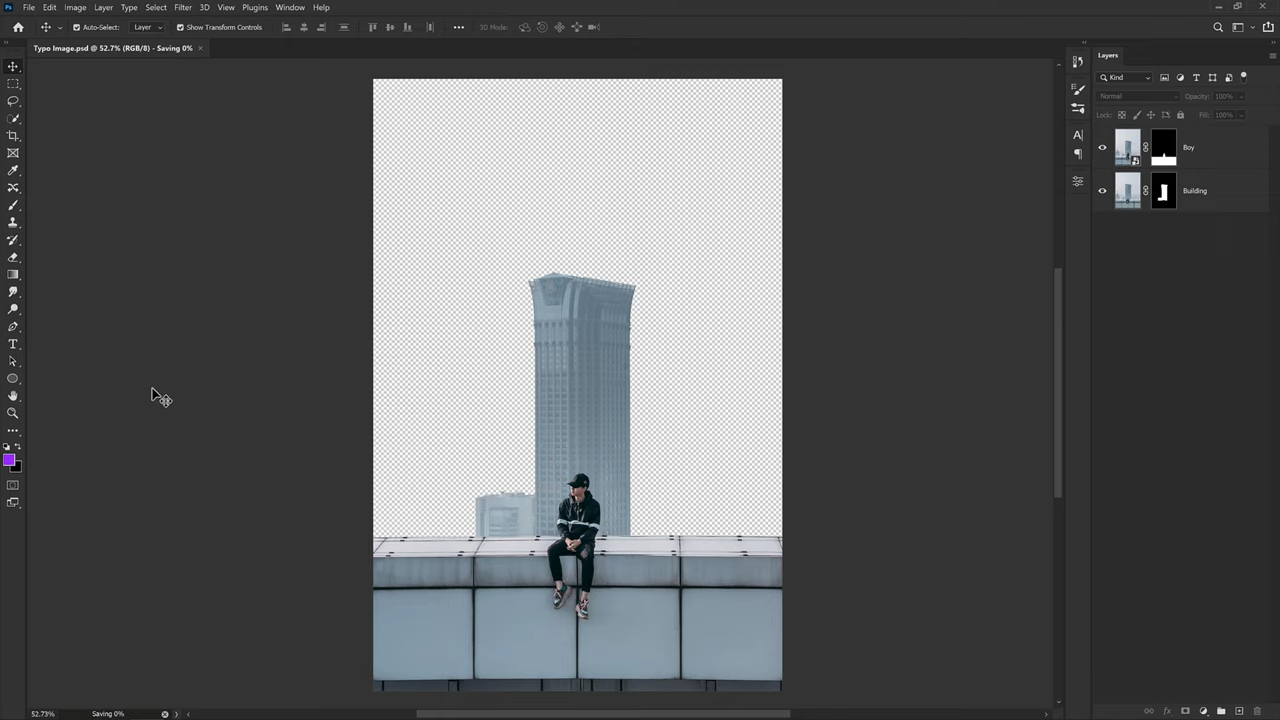 Ps File Edit Image Layer Type Select Filter 3D View Plugins Window Help
Auto-Select: Layer Show Transform Controls 3D Mode:
Typo Image.psd @ 52.7% (RGB/8) - Saving 0% ×
Layers
Kind
Normal Opacity: 100%
Lock: Fill: 100%
Boy
Building
52.73% Saving 0%